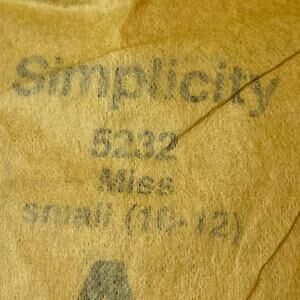 Simplicity
5232
Miss
small (10-12)
A